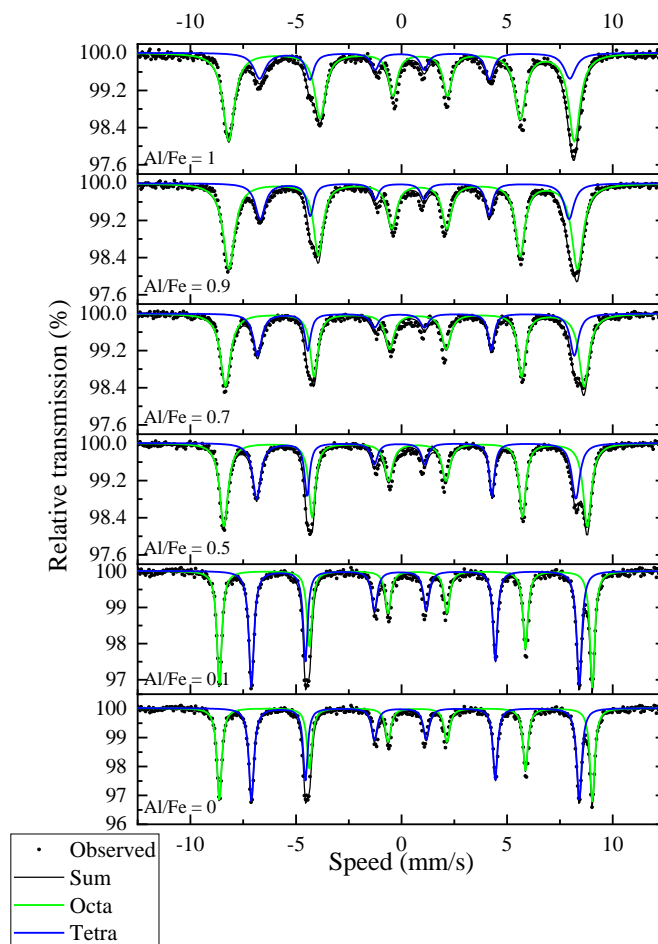 -10 -5 0 5 10
100.0
99.2
98.4
97.6
Al/Fe = 1
100.0
99.2
98.4
97.6
Al/Fe = 0.9
100.0
99.2
98.4
97.6
Al/Fe = 0.7
100.0
99.2
98.4
97.6
Al/Fe = 0.5
100
99
98
97
Al/Fe = 0.1
100
99
98
97
96
Al/Fe = 0
Relative transmission (%)
-10 -5 0 5 10
Speed (mm/s)
Observed
Sum
Octa
Tetra